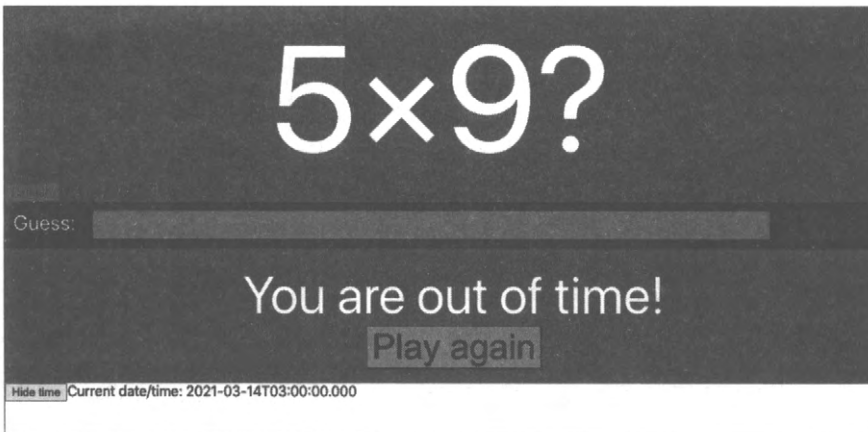 5×9?
Guess:
You are out of time!
Play again
Hide time Current date/time: 2021-03-14T03:00:00.000